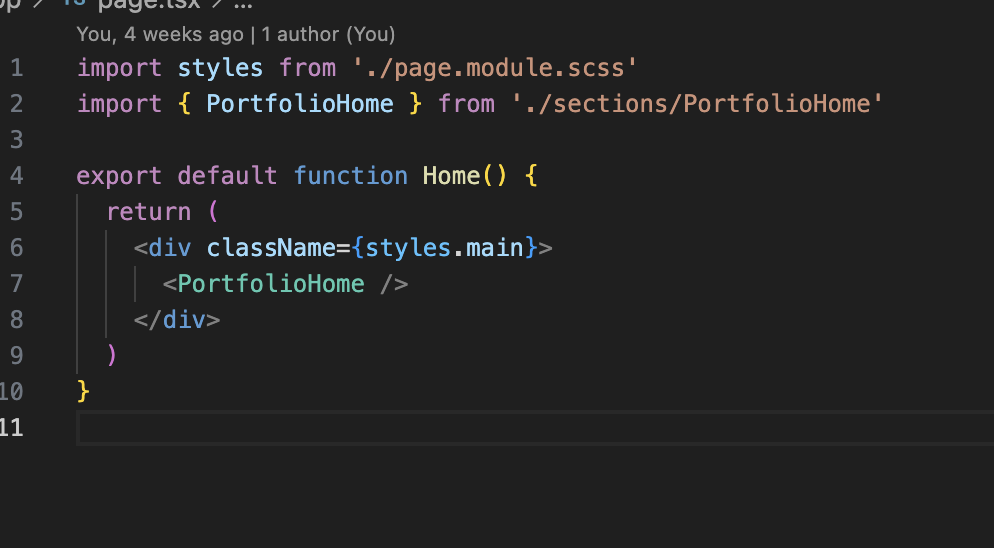 page.tsx > ...
You, 4 weeks ago | 1 author (You)
1 import styles from './page.module.scss'
2 import { PortfolioHome } from './sections/PortfolioHome'
3
4 export default function Home() {
5 return (
6 <div className={styles.main}>
7 <PortfolioHome />
8 </div>
9 )
10 }
11